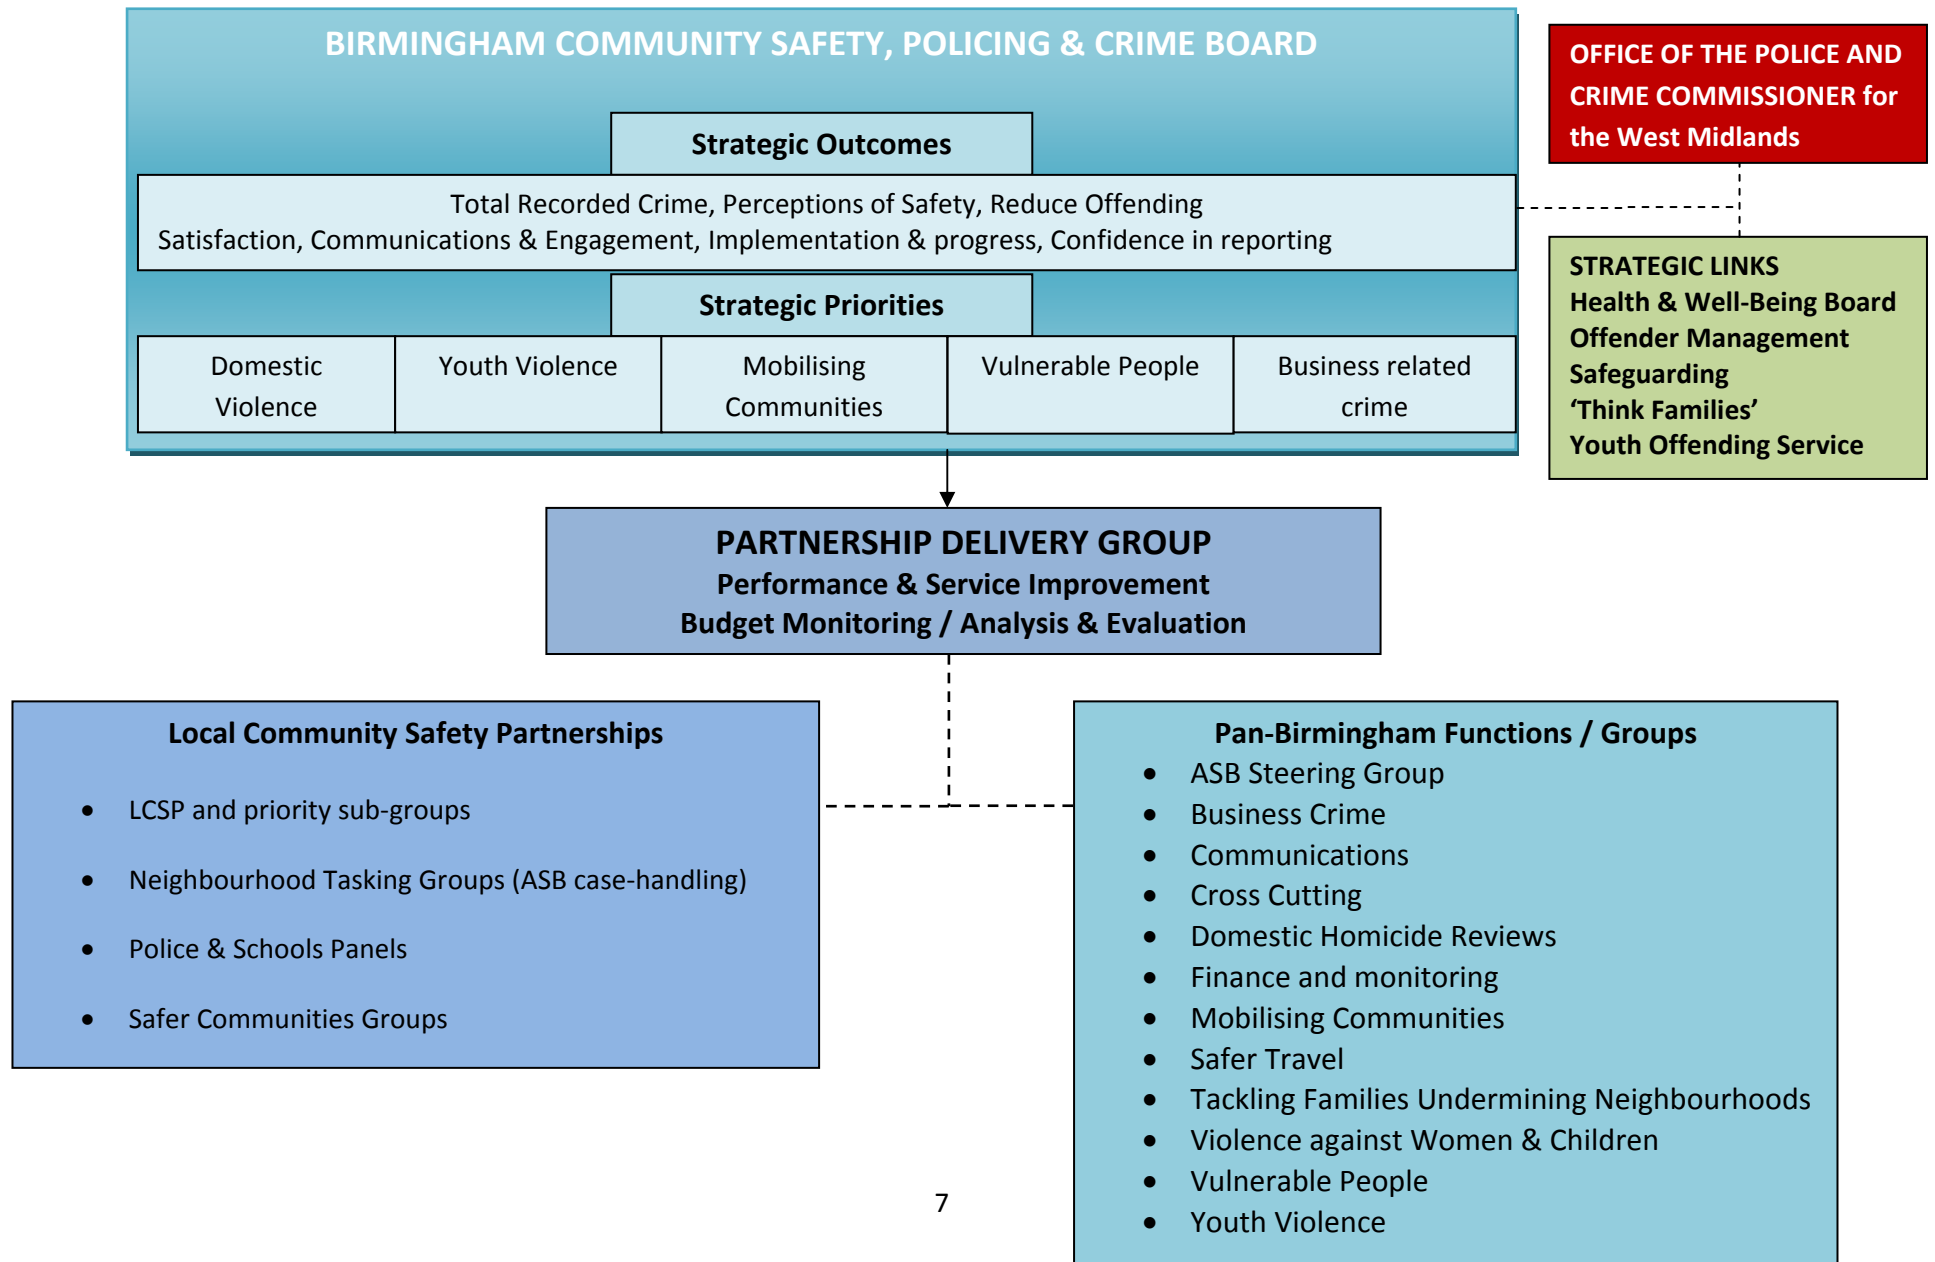 BIRMINGHAM COMMUNITY SAFETY, POLICING & CRIME BOARD
Strategic Outcomes
Total Recorded Crime, Perceptions of Safety, Reduce Offending
Satisfaction, Communications & Engagement, Implementation & progress, Confidence in reporting
Strategic Priorities
Domestic
Violence
Youth Violence
Mobilising
Communities
Vulnerable People
Business related
crime
OFFICE OF THE POLICE AND
CRIME COMMISSIONER for
the West Midlands
STRATEGIC LINKS
Health & Well-Being Board
Offender Management
Safeguarding
‘Think Families’
Youth Offending Service
PARTNERSHIP DELIVERY GROUP
Performance & Service Improvement
Budget Monitoring / Analysis & Evaluation
Local Community Safety Partnerships
• LCSP and priority sub-groups
• Neighbourhood Tasking Groups (ASB case-handling)
• Police & Schools Panels
• Safer Communities Groups
Pan-Birmingham Functions / Groups
• ASB Steering Group
• Business Crime
• Communications
• Cross Cutting
• Domestic Homicide Reviews
• Finance and monitoring
• Mobilising Communities
• Safer Travel
• Tackling Families Undermining Neighbourhoods
• Violence against Women & Children
• Vulnerable People
• Youth Violence
7